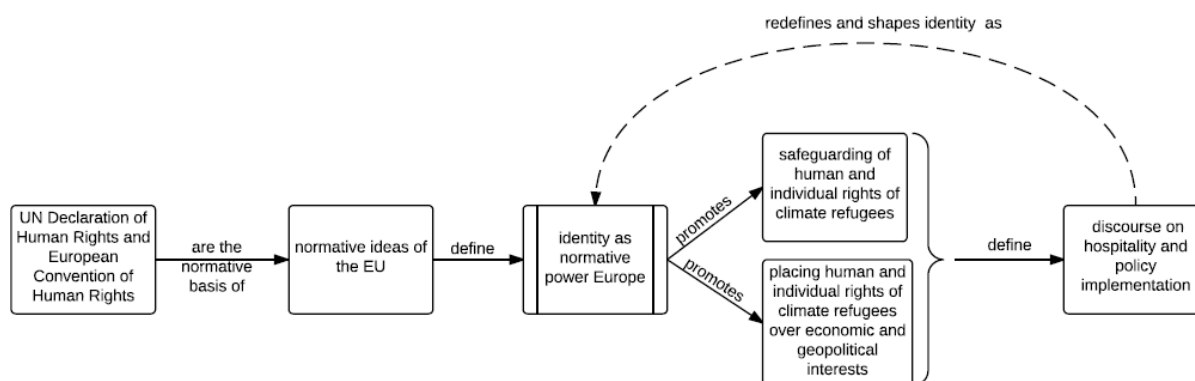 redefines and shapes identity as
UN Declaration of
Human Rights and
European
Convention of
Human Rights
are the
normative
basis of
normative ideas of
the EU
define
identity as
normative
power Europe
promotes
promotes
safeguarding of
human and
individual rights of
climate refugees
placing human and
individual rights of
climate refugees
over economic and
geopolitical
interests
define
discourse on
hospitality and
policy
implementation